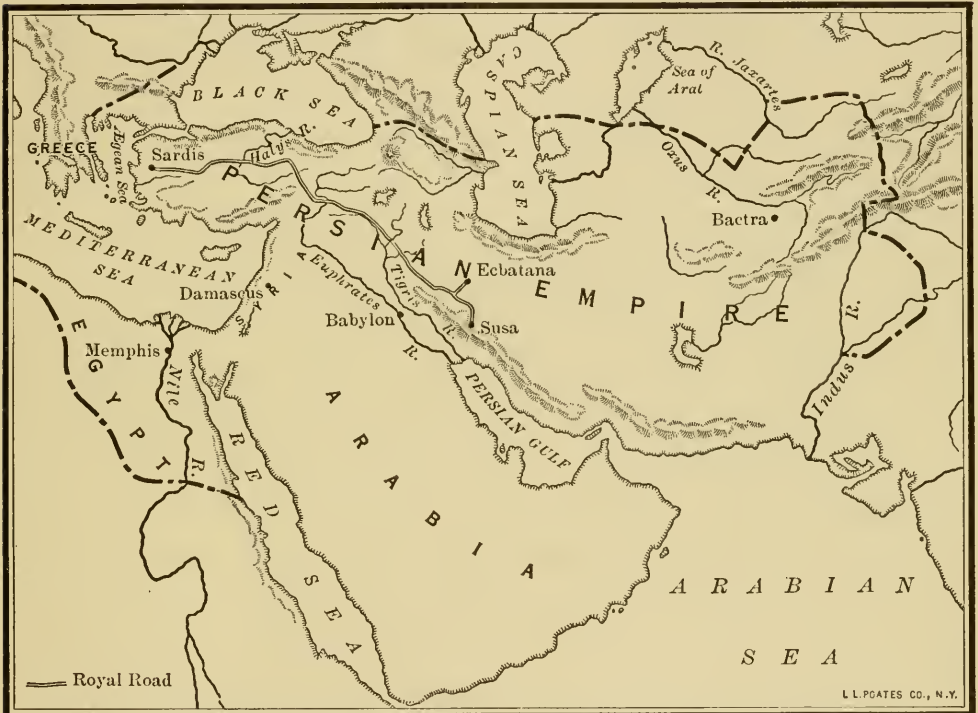 BLACK SEA
CASPIAN SEA
Sea of
Aral
R. Jaxartes
GREECE
Ægean Sea
Sardis
Halys R.
Oxus R.
Bactra
PERSIAN EMPIRE
MEDITERRANEAN
SEA
SYRIA
Damascus
Euphrates R.
Tigris R.
Ecbatana
Babylon
Susa
EGYPT
Memphis
Nile R.
PERSIAN GULF
Indus R.
RED SEA
ARABIA
ARABIAN
SEA
Royal Road
L.L.POATES CO., N.Y.